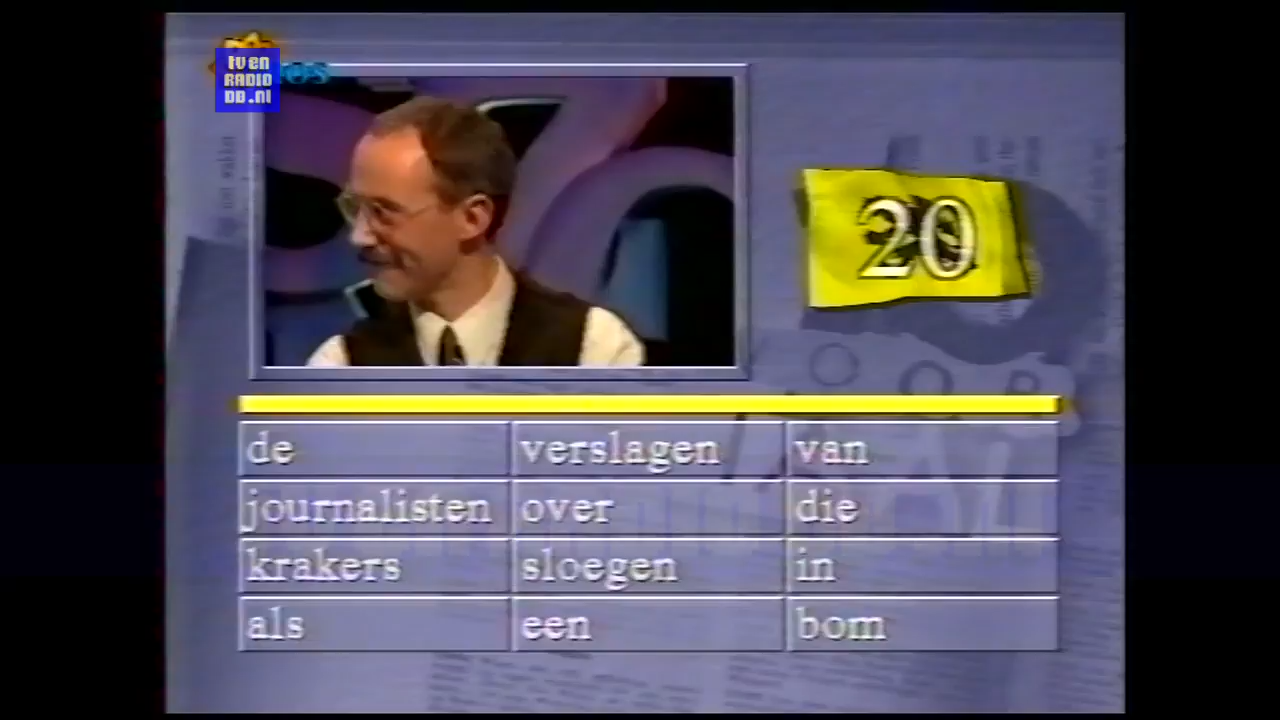 tv en
RADIO
DB.nl
20
de verslagen van
journalisten over die
krakers sloegen in
als een bom